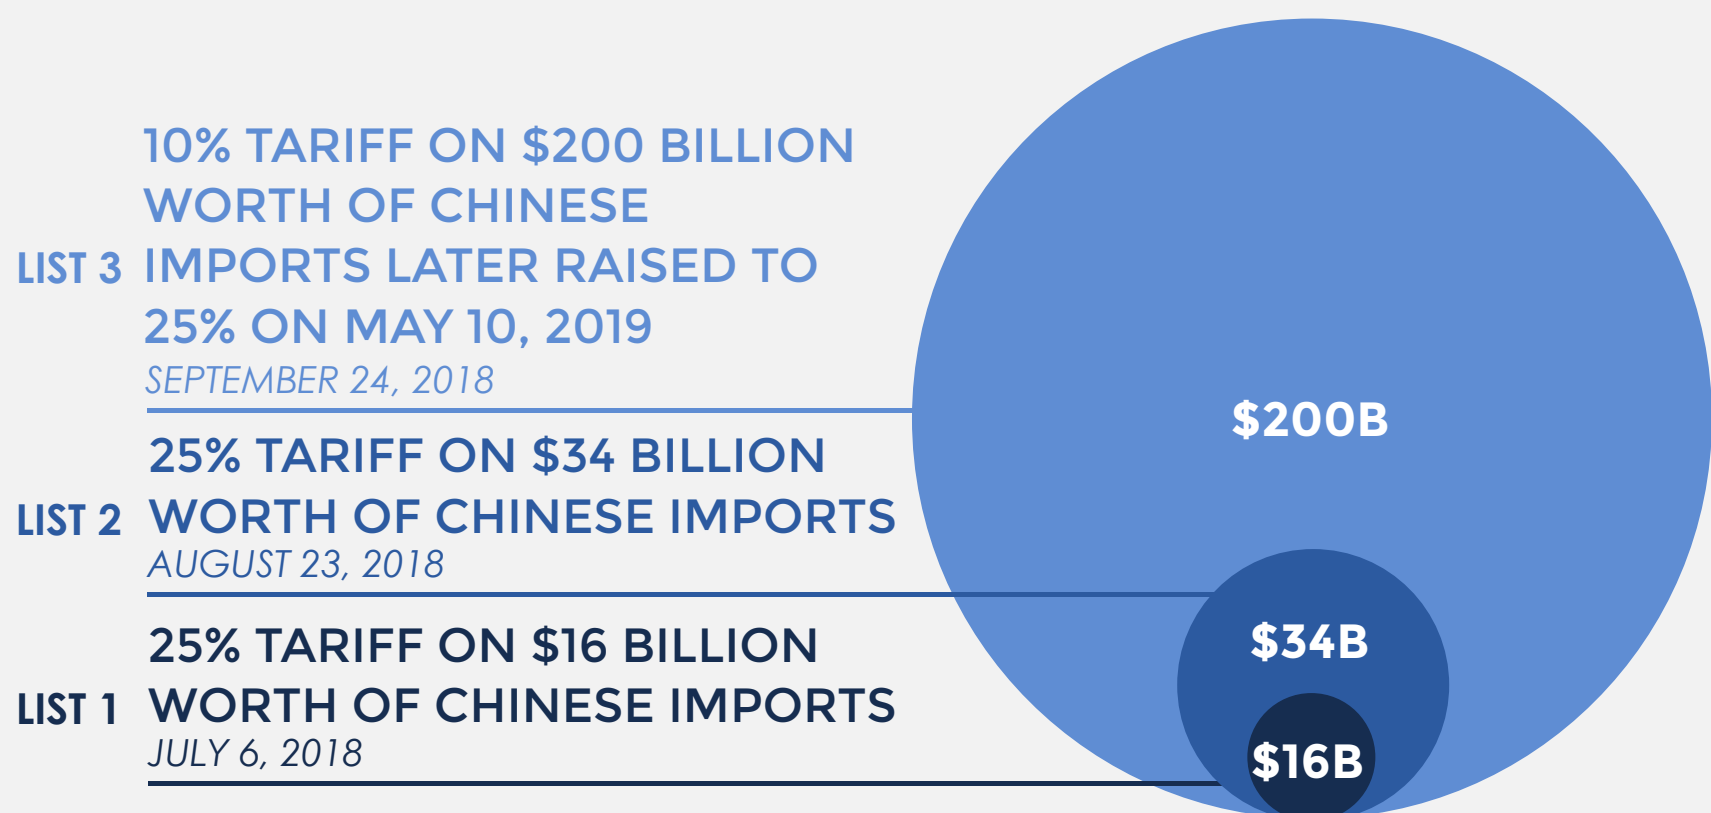 10% TARIFF ON $200 BILLION
WORTH OF CHINESE
LIST 3 IMPORTS LATER RAISED TO
25% ON MAY 10, 2019
SEPTEMBER 24, 2018
$200B
25% TARIFF ON $34 BILLION
LIST 2 WORTH OF CHINESE IMPORTS
AUGUST 23, 2018
$34B
25% TARIFF ON $16 BILLION
LIST 1 WORTH OF CHINESE IMPORTS
JULY 6, 2018
$16B